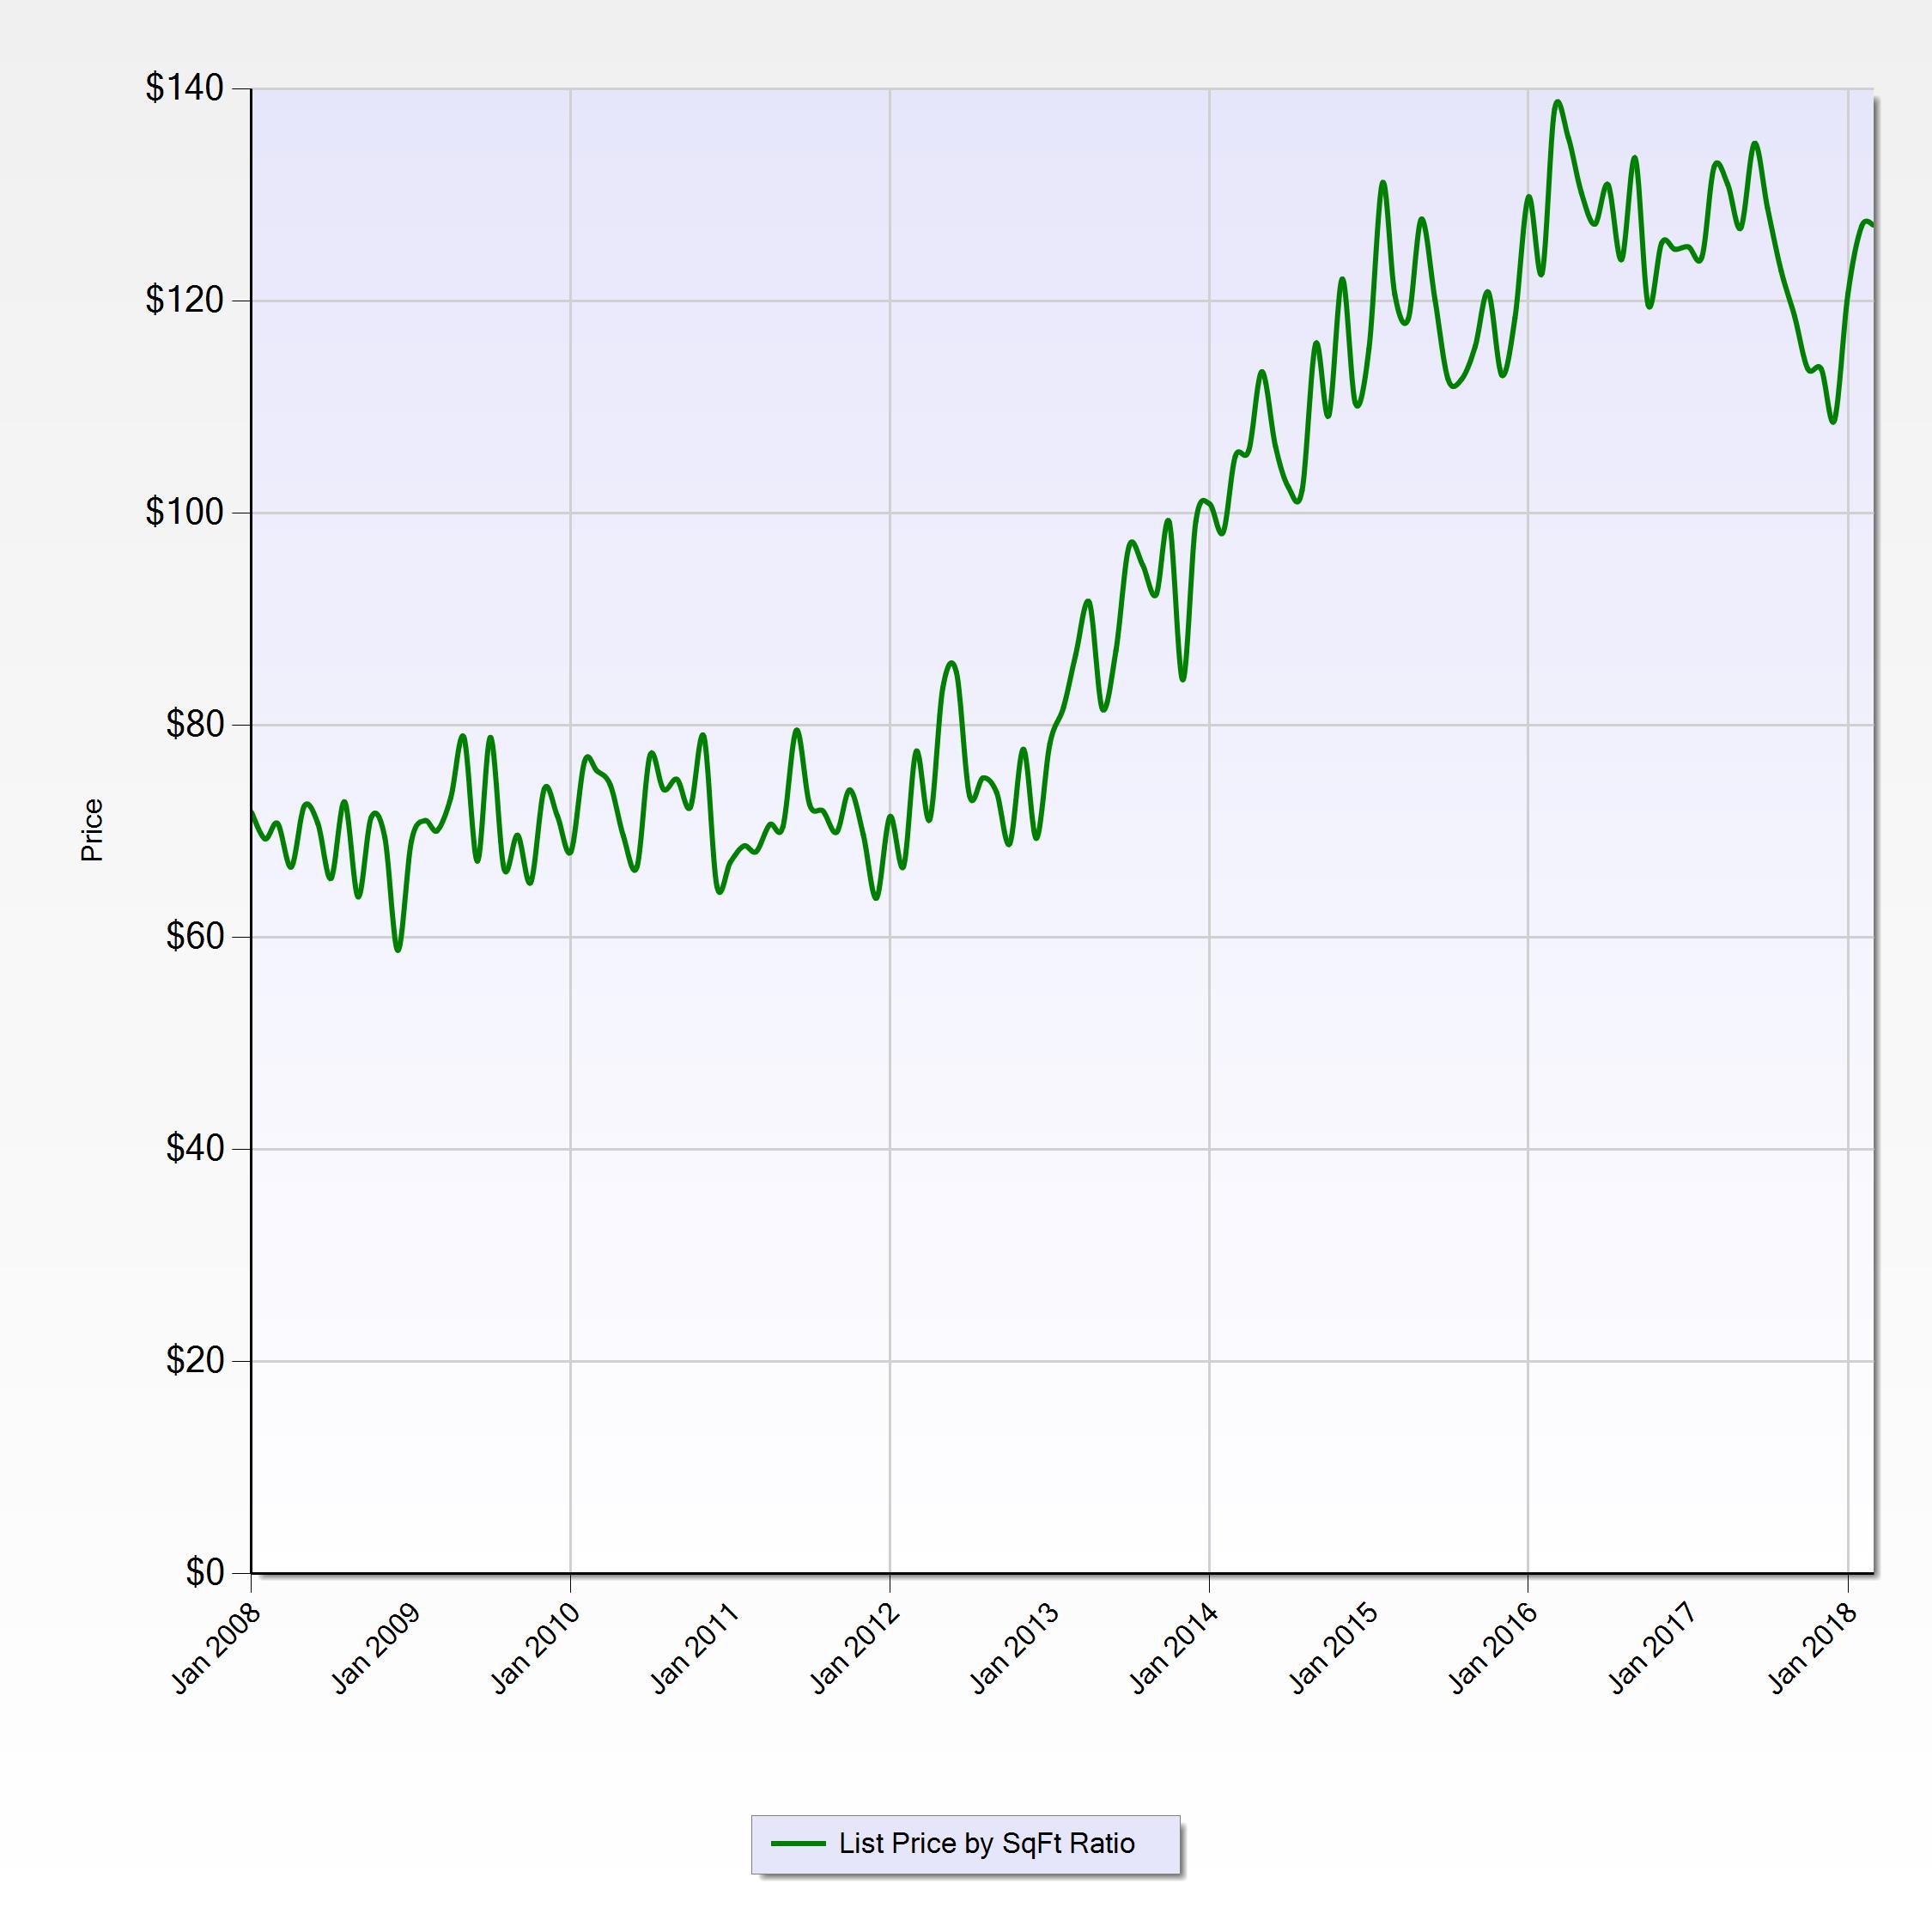 $140
$120
$100
$80
$60
$40
$20
$0
Price
Jan 2008
Jan 2009
Jan 2010
Jan 2011
Jan 2012
Jan 2013
Jan 2014
Jan 2015
Jan 2016
Jan 2017
Jan 2018
List Price by SqFt Ratio